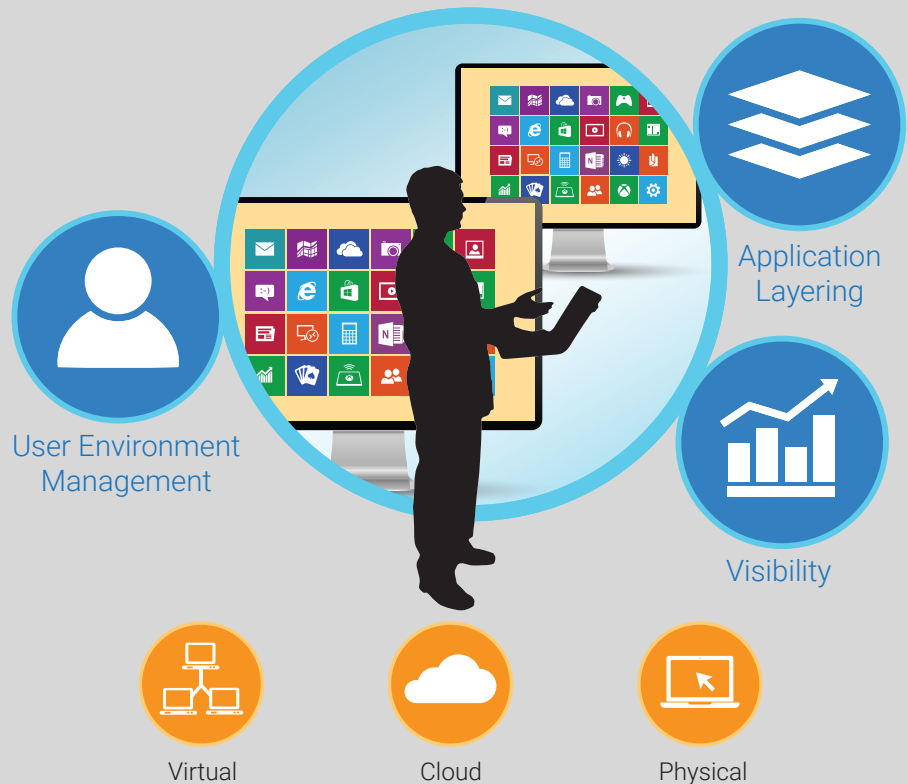 Application
Layering
User Environment
Management
Visibility
Virtual
Cloud
Physical